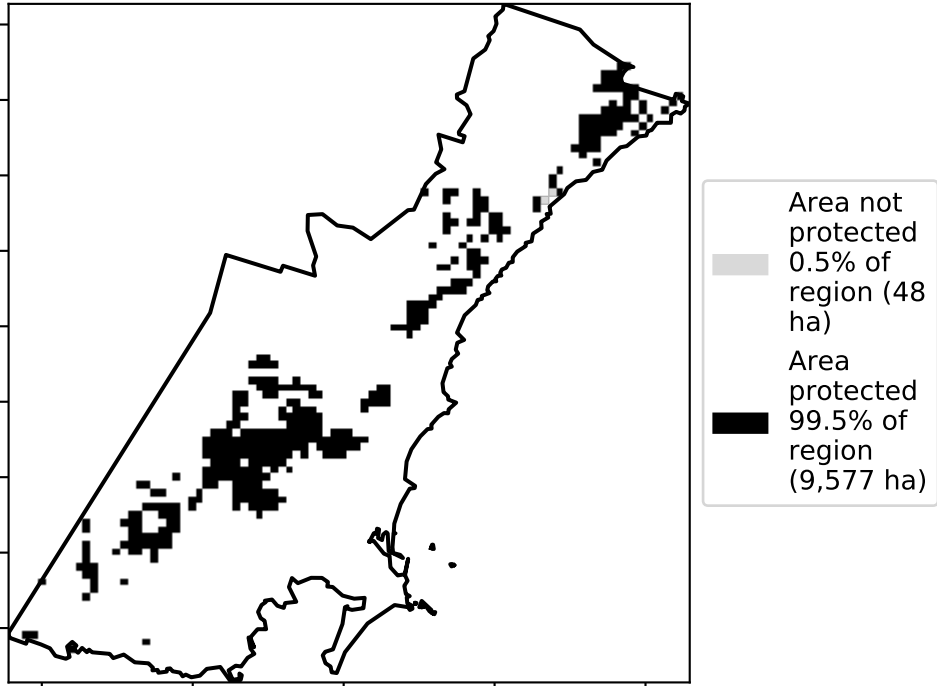 Area not
protected
0.5% of
region (48
ha)
Area
protected
99.5% of
region
(9,577 ha)